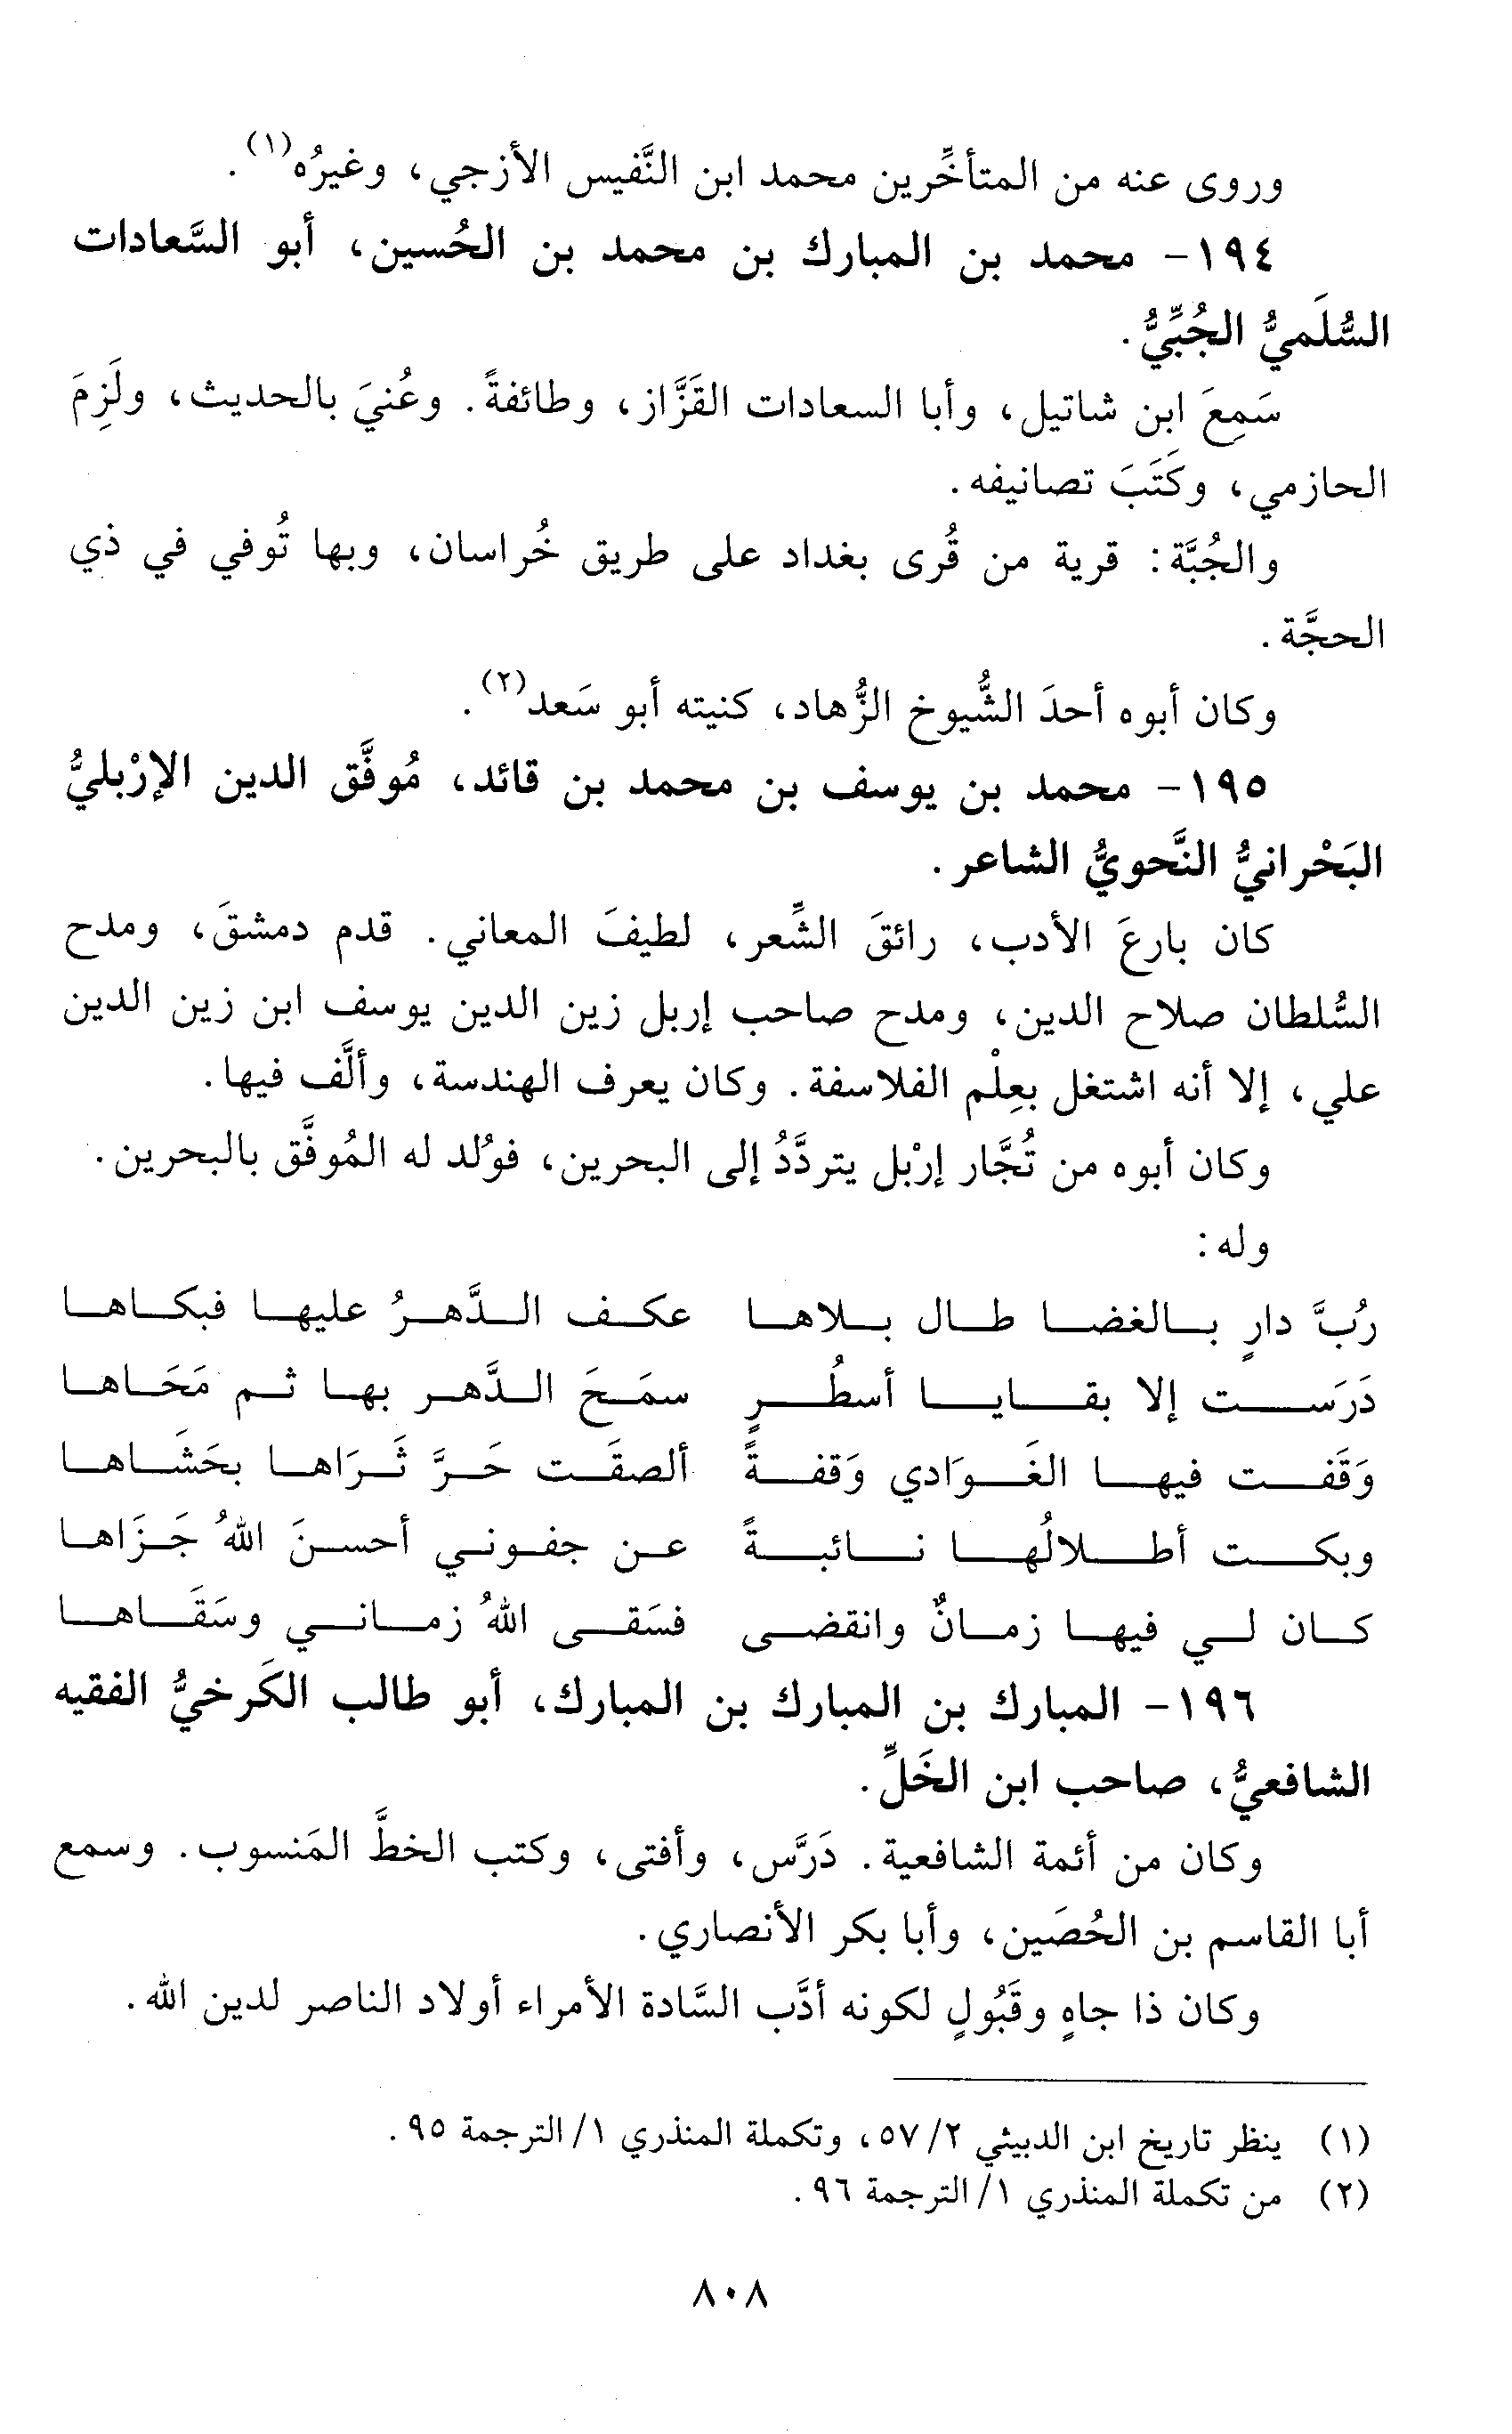 وروى عنه من المتأخِّرين محمد ابن النَّفيس الأزجي، وغيرُه(١).
١٩٤- محمد بن المبارك بن محمد بن الحُسين، أبو السَّعادات
السُّلَميُّ الجُبِّيُّ.
سَمِعَ ابن شاتيل، وأبا السعادات القَزَّاز، وطائفةً. وعُنيَ بالحديث، ولَزِمَ
الحازمي، وكَتَبَ تصانيفه.
والجُبَّة: قرية من قُرى بغداد على طريق خُراسان، وبها تُوفي في ذي
الحجَّة.
وكان أبوه أحدَ الشُّيوخ الزُّهاد، كنيته أبو سَعد(٢).
١٩٥- محمد بن يوسف بن محمد بن قائد، مُوفَّق الدين الإرْبليُّ
البَحْرانيُّ النَّحويُّ الشاعر.
كان بارعَ الأدب، رائقَ الشِّعر، لطيفَ المعاني. قدم دمشقَ، ومدح
السُّلطان صلاح الدين، ومدح صاحب إربل زين الدين يوسف ابن زين الدين
علي، إلا أنه اشتغل بعِلْم الفلاسفة. وكان يعرف الهندسة، وألَّف فيها.
وكان أبوه من تُجَّار إرْبل يتردَّدُ إلى البحرين، فوُلد له المُوفَّق بالبحرين.
وله:
رُبَّ دارٍ بالغضا طال بلاها عكف الدَّهرُ عليها فبكاها
دَرَست إلا بقايا أسطُرٍ سمَحَ الدَّهر بها ثم مَحَاها
وَقَفت فيها الغَوَادي وَقفةً ألصقَت حَرَّ ثَرَاها بحَشَاها
وبكت أطلالُها نائبةً عن جفوني أحسنَ اللهُ جَزَاها
كان لي فيها زمانٌ وانقضى فسَقى اللهُ زماني وسَقَاها
١٩٦- المبارك بن المبارك بن المبارك، أبو طالب الكَرخيُّ الفقيه
الشافعيُّ، صاحب ابن الخَلِّ.
وكان من أئمة الشافعية. دَرَّس، وأفتى، وكتب الخطَّ المَنسوب. وسمع
أبا القاسم بن الحُصَين، وأبا بكر الأنصاري.
وكان ذا جاهٍ وقَبُولٍ لكونه أدَّب السَّادة الأمراء أولاد الناصر لدين الله.
(١) ينظر تاريخ ابن الدبيثي ٢/ ٥٧، وتكملة المنذري ١/ الترجمة ٩٥.
(٢) من تكملة المنذري ١/ الترجمة ٩٦.
٨٠٨